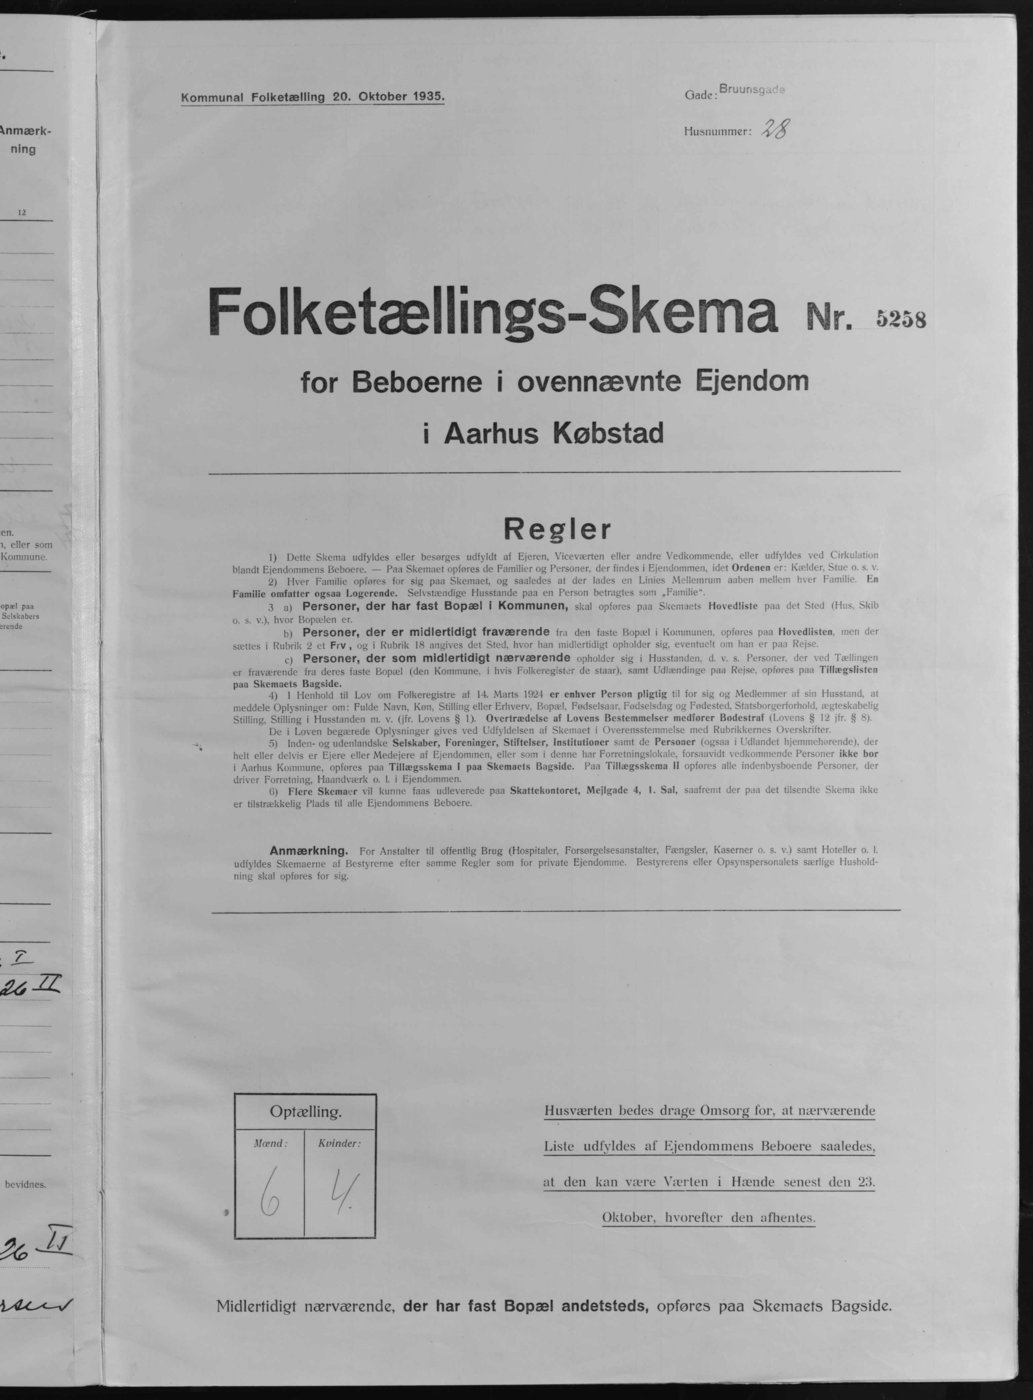 Anmærk-
ning
12
en.
, eller som
Kommune.
opæl paa
Selskabers
erende
I
26 II
bevidnes.
26 II
rsen
Kommunal Folketælling 20. Oktober 1935.
Gade: Bruunsgade
Husnummer: 28
Folketællings-Skema Nr. 5258
for Beboerne i ovennævnte Ejendom
i Aarhus Købstad
Regler
1) Dette Skema udfyldes eller besørges udfyldt af Ejeren, Viceværten eller andre Vedkommende, eller udfyldes ved Cirkulation
blandt Ejendommens Beboere. — Paa Skemaet opføres de Familier og Personer, der findes i Ejendommen, idet Ordenen er: Kælder, Stue o. s. v.
2) Hver Familie opføres for sig paa Skemaet, og saaledes at der lades en Linies Mellemrum aaben mellem hver Familie. En
Familie omfatter ogsaa Logerende. Selvstændige Husstande paa en Person betragtes som „Familie“.
3 a) Personer, der har fast Bopæl i Kommunen, skal opføres paa Skemaets Hovedliste paa det Sted (Hus, Skib
o. s. v.), hvor Bopælen er.
b) Personer, der er midlertidigt fraværende fra den faste Bopæl i Kommunen, opføres paa Hovedlisten, men der
sættes i Rubrik 2 et Frv, og i Rubrik 18 angives det Sted, hvor han midlertidigt opholder sig, eventuelt om han er paa Rejse.
c) Personer, der som midlertidigt nærværende opholder sig i Husstanden, d. v. s. Personer, der ved Tællingen
er fraværende fra deres faste Bopæl (den Kommune, i hvis Folkeregister de staar), samt Udlændinge paa Rejse, opføres paa Tillægslisten
paa Skemaets Bagside.
4) I Henhold til Lov om Folkeregistre af 14. Marts 1924 er enhver Person pligtig til for sig og Medlemmer af sin Husstand, at
meddele Oplysninger om: Fulde Navn, Køn, Stilling eller Erhverv, Bopæl, Fødselsaar, Fødselsdag og Fødested, Statsborgerforhold, ægteskabelig
Stilling, Stilling i Husstanden m. v. (jfr. Lovens § 1). Overtrædelse af Lovens Bestemmelser medfører Bødestraf (Lovens § 12 jfr. § 8).
De i Loven begærede Oplysninger gives ved Udfyldelsen af Skemaet i Overensstemmelse med Rubrikkernes Overskrifter.
5) Inden- og udenlandske Selskaber, Foreninger, Stiftelser, Institutioner samt de Personer (ogsaa i Udlandet hjemmehørende), der
helt eller delvis er Ejere eller Medejere af Ejendommen, eller som i denne har Forretningslokale, forsaavidt vedkommende Personer ikke bor
i Aarhus Kommune, opføres paa Tillægsskema I paa Skemaets Bagside. Paa Tillægsskema II opføres alle indenbysboende Personer, der
driver Forretning, Haandværk o. l. i Ejendommen.
6) Flere Skemaer vil kunne faas udleverede paa Skattekontoret, Mejlgade 4, 1. Sal, saafremt der paa det tilsendte Skema ikke
er tilstrækkelig Plads til alle Ejendommens Beboere.
Anmærkning. For Anstalter til offentlig Brug (Hospitaler, Forsørgelsesanstalter, Fængsler, Kaserner o. s. v.) samt Hoteller o. l.
udfyldes Skemaerne af Bestyrerne efter samme Regler som for private Ejendomme. Bestyrerens eller Opsynspersonalets særlige Hushold-
ning skal opføres for sig.
Optælling.
Mænd: Kvinder:
6 4.
Husværten bedes drage Omsorg for, at nærværende
Liste udfyldes af Ejendommens Beboere saaledes,
at den kan være Værten i Hænde senest den 23.
Oktober, hvorefter den afhentes.
Midlertidigt nærværende, der har fast Bopæl andetsteds, opføres paa Skemaets Bagside.